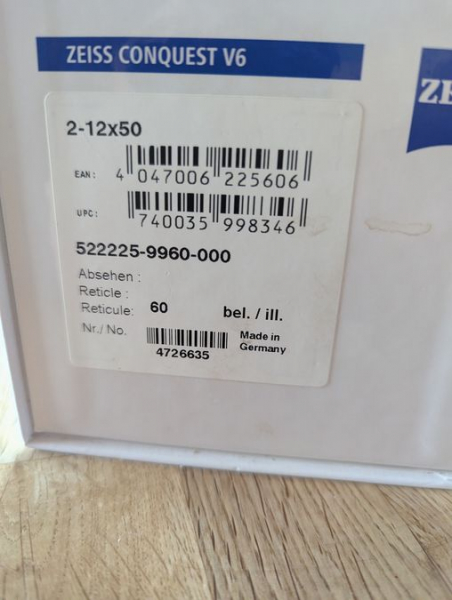 ZEISS CONQUEST V6
2-12x50
EAN: 4 047006 225606
UPC: 740035 998346
522225-9960-000
Absehen :
Reticle :
Reticule: 60 bel. / ill.
Nr./ No. 4726635
Made in
Germany